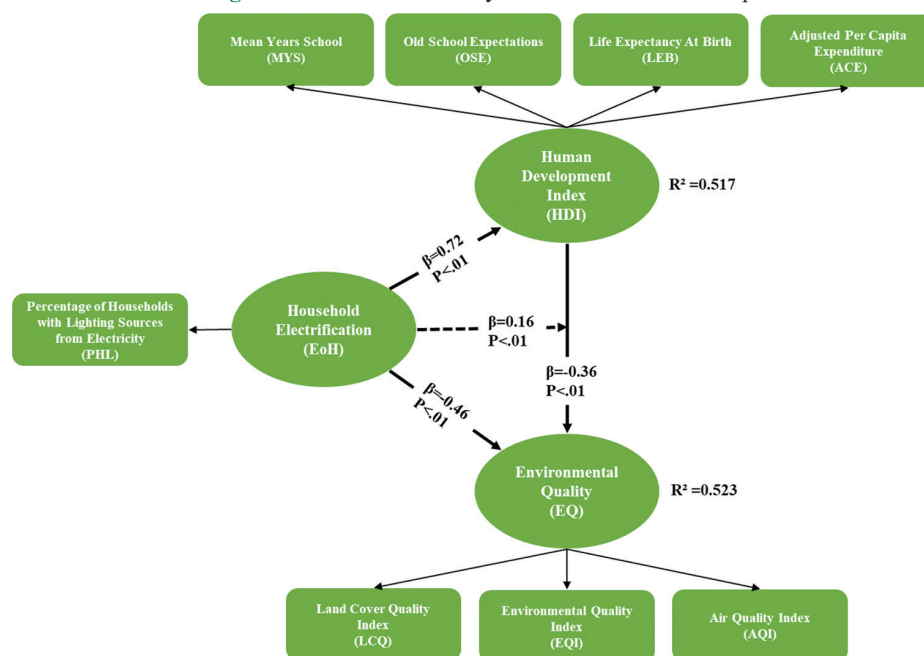 Mean Years School
(MYS)
Old School Expectations
(OSE)
Life Expectancy At Birth
(LEB)
Adjusted Per Capita
Expenditure
(ACE)
Human
Development
Index
(HDI)
R² =0.517
β=0.72
P<.01
Household
Electrification
(EoH)
Percentage of Households
with Lighting Sources
from Electricity
(PHL)
β=0.16
P<.01
β=-0.36
P<.01
β=-0.46
P<.01
Environmental
Quality
(EQ)
R² =0.523
Land Cover Quality
Index
(LCQ)
Environmental Quality
Index
(EQI)
Air Quality Index
(AQI)